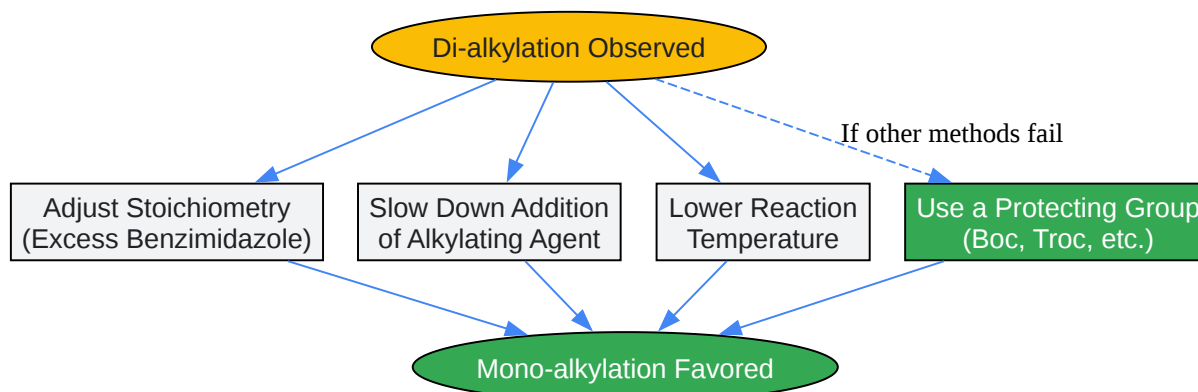 Di-alkylation Observed
If other methods fail
Adjust Stoichiometry
(Excess Benzimidazole)
Slow Down Addition
of Alkylating Agent
Lower Reaction
Temperature
Use a Protecting Group
(Boc, Troc, etc.)
Mono-alkylation Favored